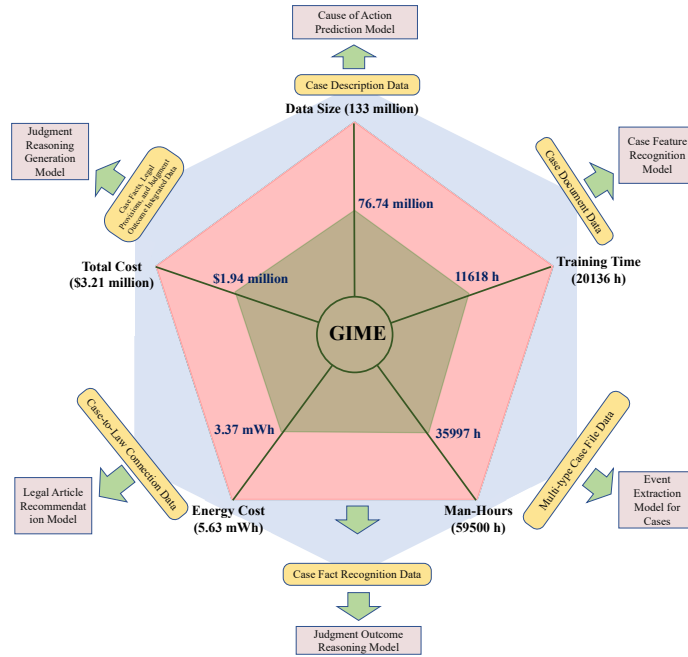 Cause of Action
Prediction Model
Case Description Data
Data Size (133 million)
Judgment
Reasoning
Generation
Model
Case Facts, Legal
Provisions, and Judgment
Outcome Integrated Data
Case Document Data
Case Feature
Recognition
Model
76.74 million
Total Cost
($3.21 million)
$1.94 million
11618 h
Training Time
(20136 h)
GIME
3.37 mWh
35997 h
Case-to-Law Connection Data
Multi-type Case File Data
Legal Article
Recommendat
ion Model
Energy Cost
(5.63 mWh)
Man-Hours
(59500 h)
Event
Extraction
Model for
Cases
Case Fact Recognition Data
Judgment Outcome
Reasoning Model